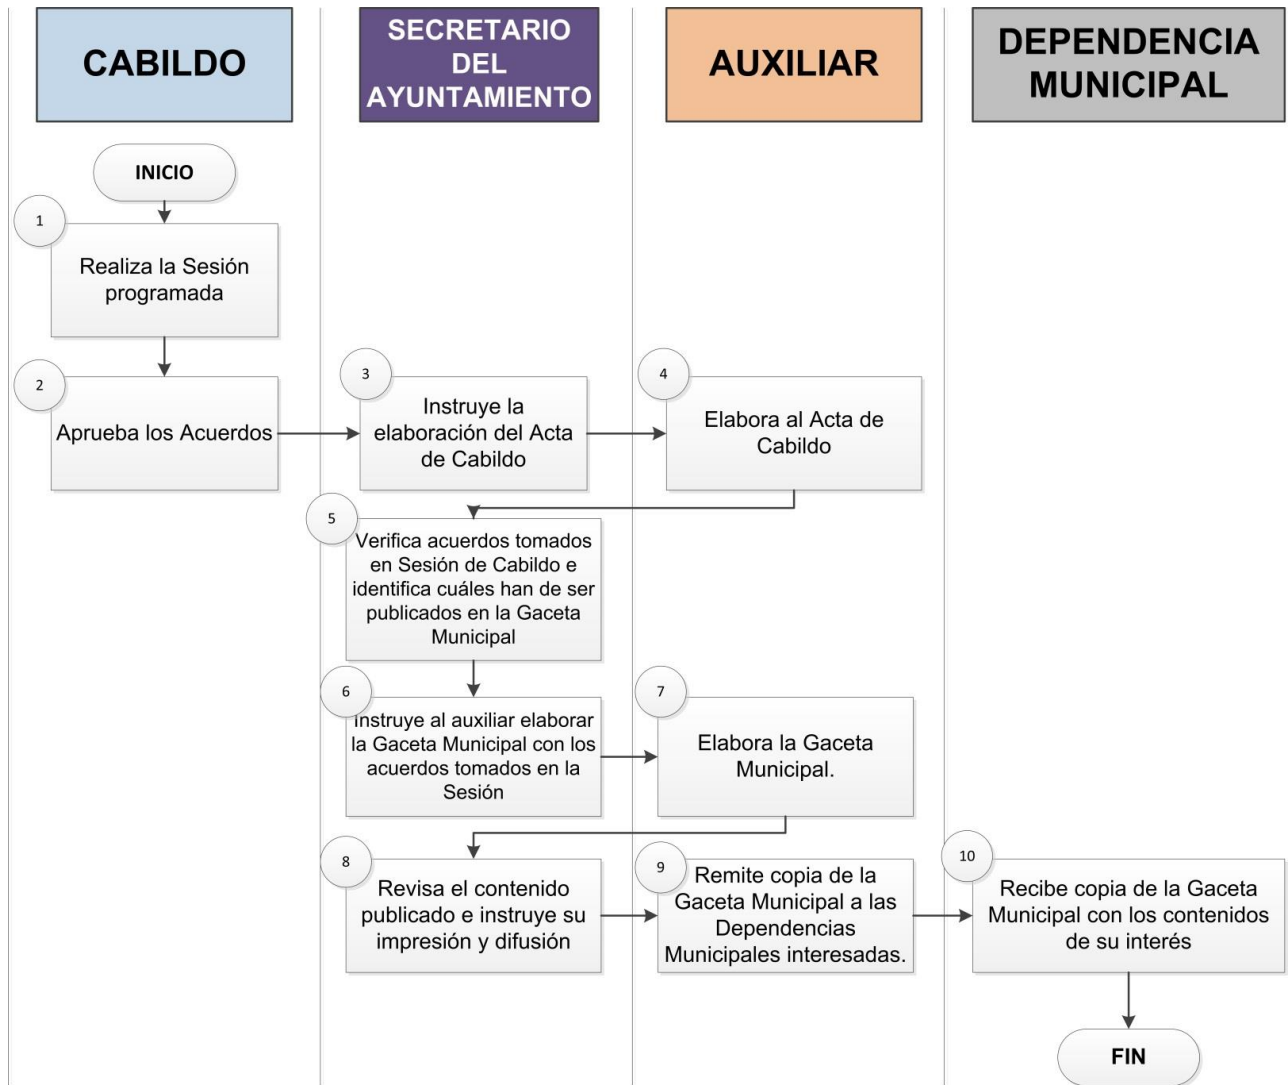 CABILDO
SECRETARIO
DEL
AYUNTAMIENTO
AUXILIAR
DEPENDENCIA
MUNICIPAL
INICIO
1
Realiza la Sesión
programada
2
Aprueba los Acuerdos
3
Instruye la
elaboración del Acta
de Cabildo
4
Elabora al Acta de
Cabildo
5
Verifica acuerdos tomados
en Sesión de Cabildo e
identifica cuáles han de ser
publicados en la Gaceta
Municipal
6
Instruye al auxiliar elaborar
la Gaceta Municipal con los
acuerdos tomados en la
Sesión
7
Elabora la Gaceta
Municipal.
8
Revisa el contenido
publicado e instruye su
impresión y difusión
9
Remite copia de la
Gaceta Municipal a las
Dependencias
Municipales interesadas.
10
Recibe copia de la Gaceta
Municipal con los contenidos
de su interés
FIN